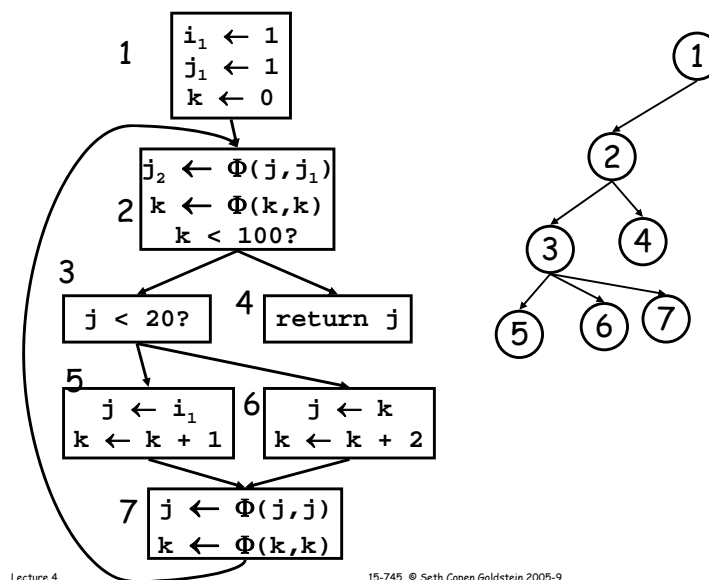 1
i₁ ← 1
j₁ ← 1
k ← 0
2
j₂ ← Φ(j,j₁)
k ← Φ(k,k)
k < 100?
3
j < 20?
4
return j
5
j ← i₁
k ← k + 1
6
j ← k
k ← k + 2
7
j ← Φ(j,j)
k ← Φ(k,k)
1
2
3
4
5
6
7
Lecture 4
15-745 © Seth Copen Goldstein 2005-9